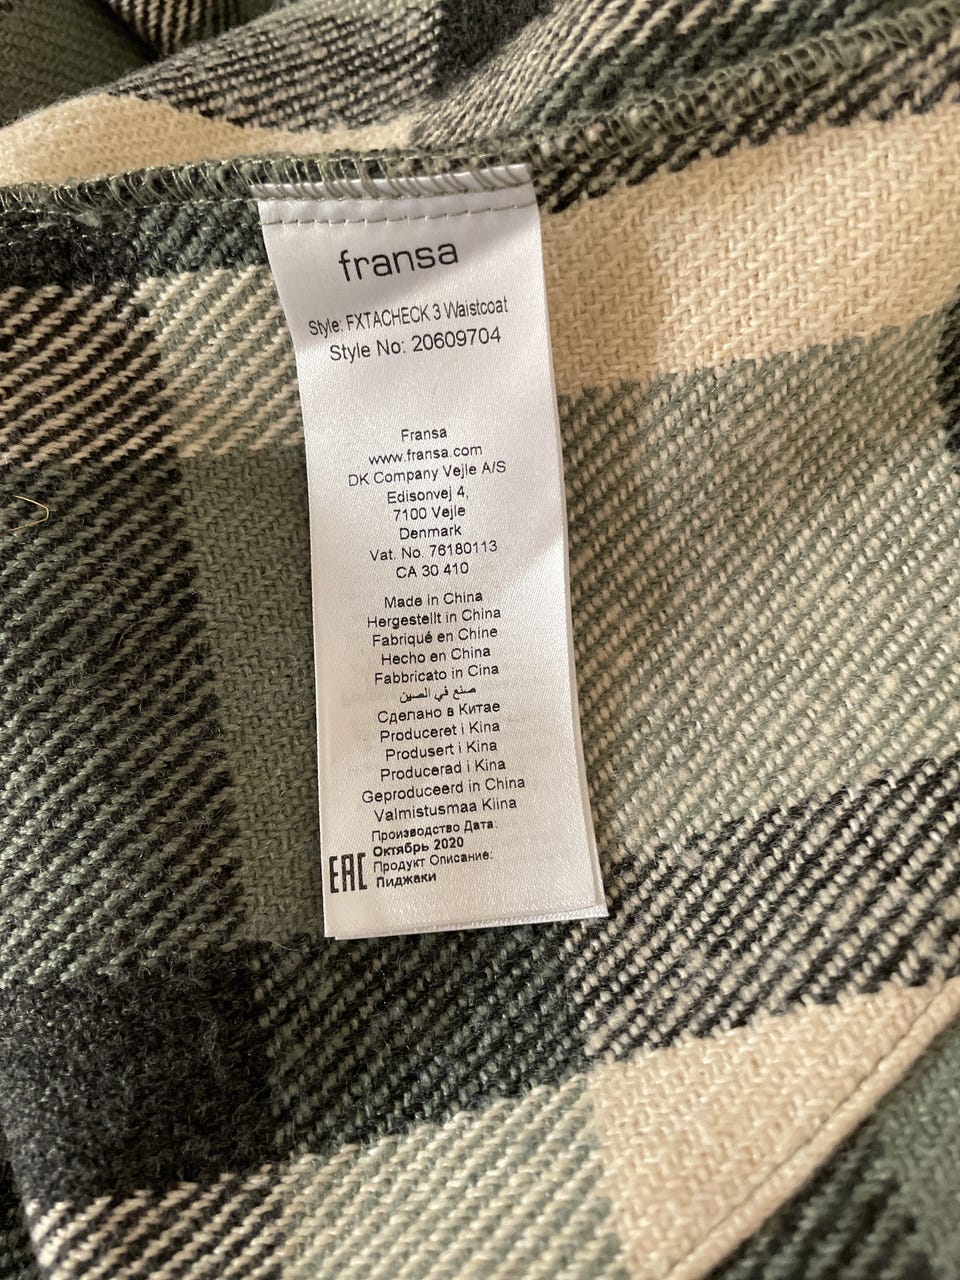 fransa
Style: FXTACHECK 3 Waistcoat
Style No: 20609704
Fransa
www.fransa.com
DK Company Vejle A/S
Edisonvej 4,
7100 Vejle
Denmark
Vat. No. 76180113
CA 30 410
Made in China
Hergestellt in China
Fabriqué en Chine
Hecho en China
Fabbricato in Cina
صنع في الصين
Сделано в Китае
Produceret i Kina
Produsert i Kina
Producerad i Kina
Geproduceerd in China
Valmistusmaa Kiina
Производство Дата:
Октябрь 2020
Продукт Описание:
Пиджаки
EAC